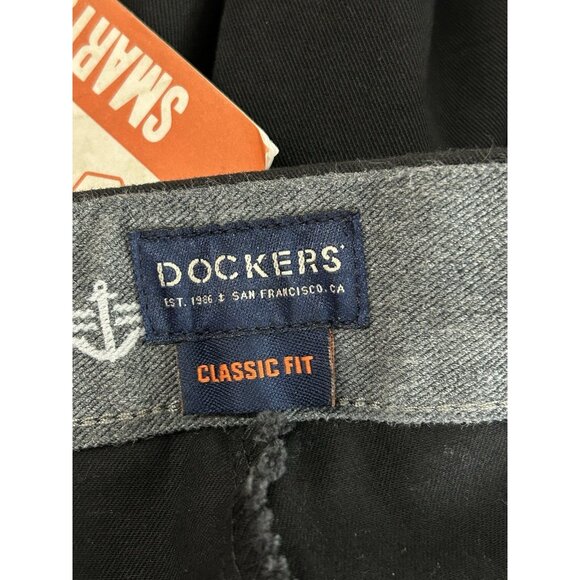 SMART
DOCKERS
EST. 1986 ⚓ SAN FRANCISCO, CA
CLASSIC FIT